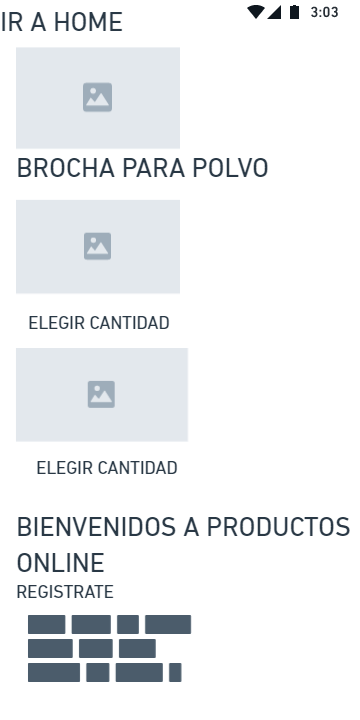 3:03
IR A HOME
BROCHA PARA POLVO
ELEGIR CANTIDAD
ELEGIR CANTIDAD
BIENVENIDOS A PRODUCTOS
ONLINE
REGISTRATE